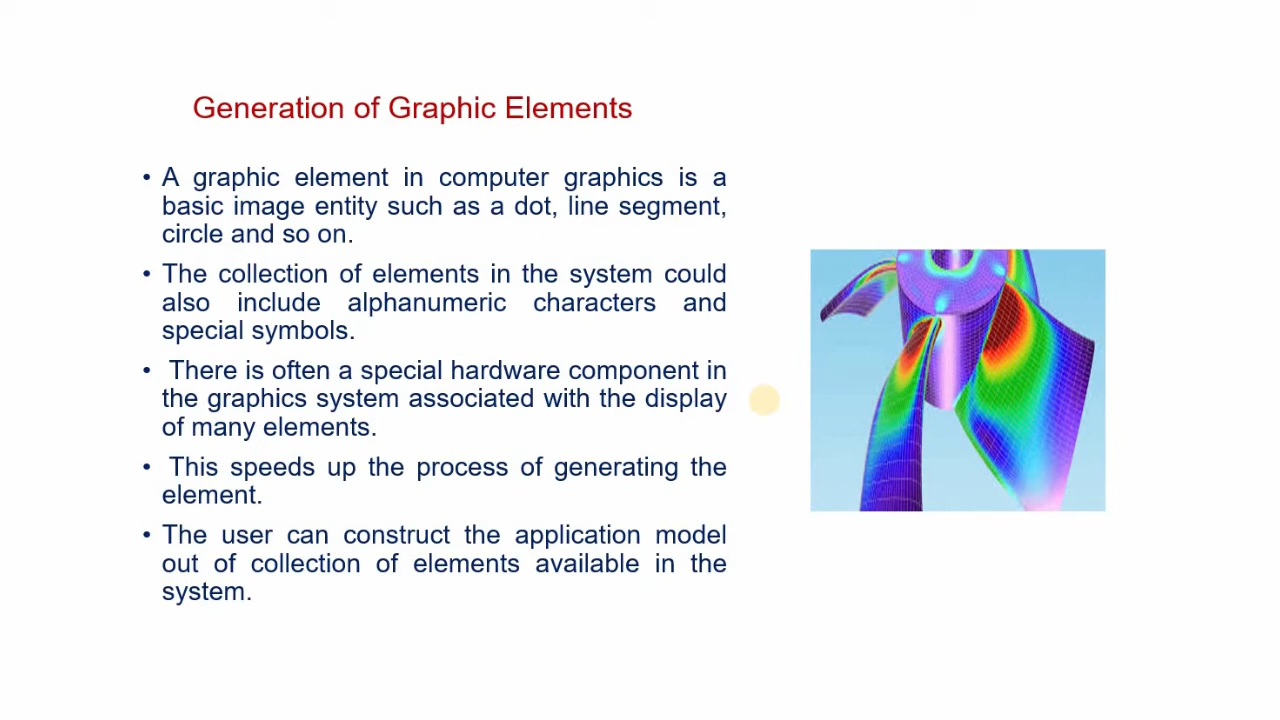 Generation of Graphic Elements
• A graphic element in computer graphics is a
basic image entity such as a dot, line segment,
circle and so on.
• The collection of elements in the system could
also include alphanumeric characters and
special symbols.
• There is often a special hardware component in
the graphics system associated with the display
of many elements.
• This speeds up the process of generating the
element.
• The user can construct the application model
out of collection of elements available in the
system.